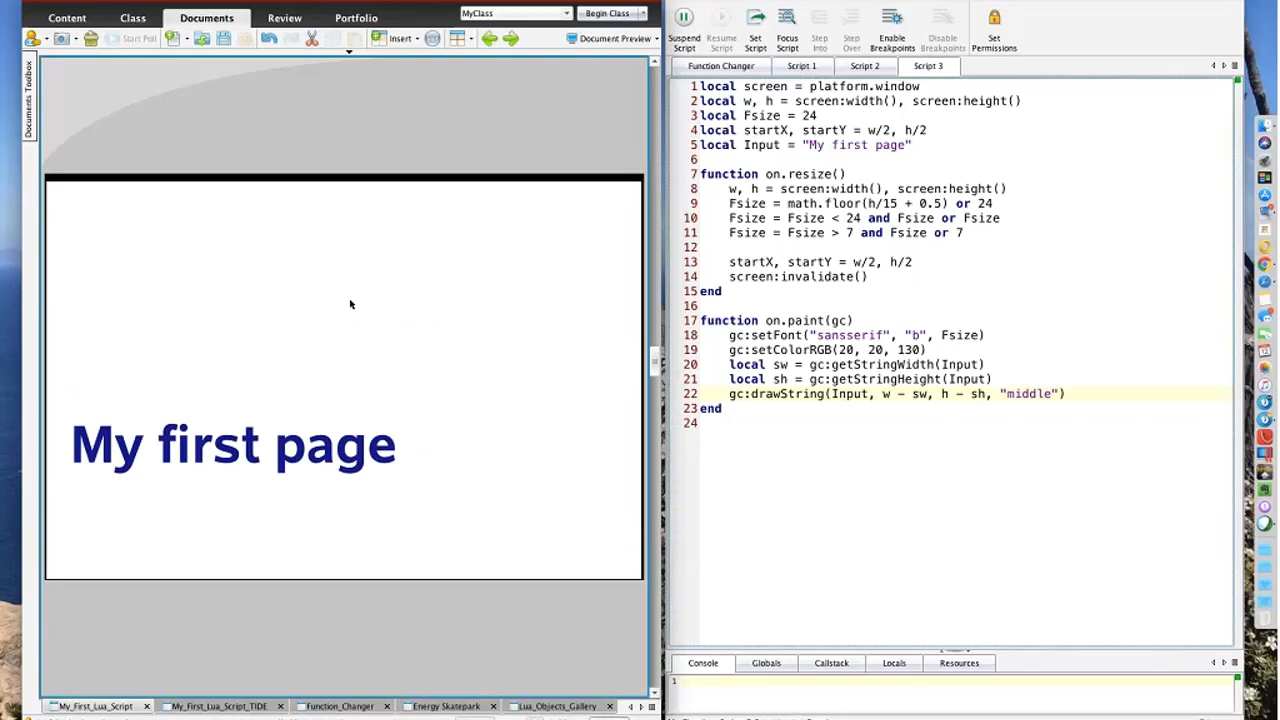 Content Class Documents Review Portfolio MyClass Begin Class
Start Poll Insert Document Preview
Documents Toolbox
My first page
My_First_Lua_Script My_First_Lua_Script_TIDE Function_Changer Energy Skatepark Lua_Objects_Gallery
Suspend Script Resume Script Set Script Focus Script Step Into Step Over Enable Breakpoints Disable Breakpoints Set Permissions
Function Changer Script 1 Script 2 Script 3
1 local screen = platform.window
2 local w, h = screen:width(), screen:height()
3 local Fsize = 24
4 local startX, startY = w/2, h/2
5 local Input = "My first page"
6
7 function on.resize()
8 w, h = screen:width(), screen:height()
9 Fsize = math.floor(h/15 + 0.5) or 24
10 Fsize = Fsize < 24 and Fsize or Fsize
11 Fsize = Fsize > 7 and Fsize or 7
12
13 startX, startY = w/2, h/2
14 screen:invalidate()
15 end
16
17 function on.paint(gc)
18 gc:setFont("sansserif", "b", Fsize)
19 gc:setColorRGB(20, 20, 130)
20 local sw = gc:getStringWidth(Input)
21 local sh = gc:getStringHeight(Input)
22 gc:drawString(Input, w - sw, h - sh, "middle")
23 end
24
Console Globals Callstack Locals Resources
1